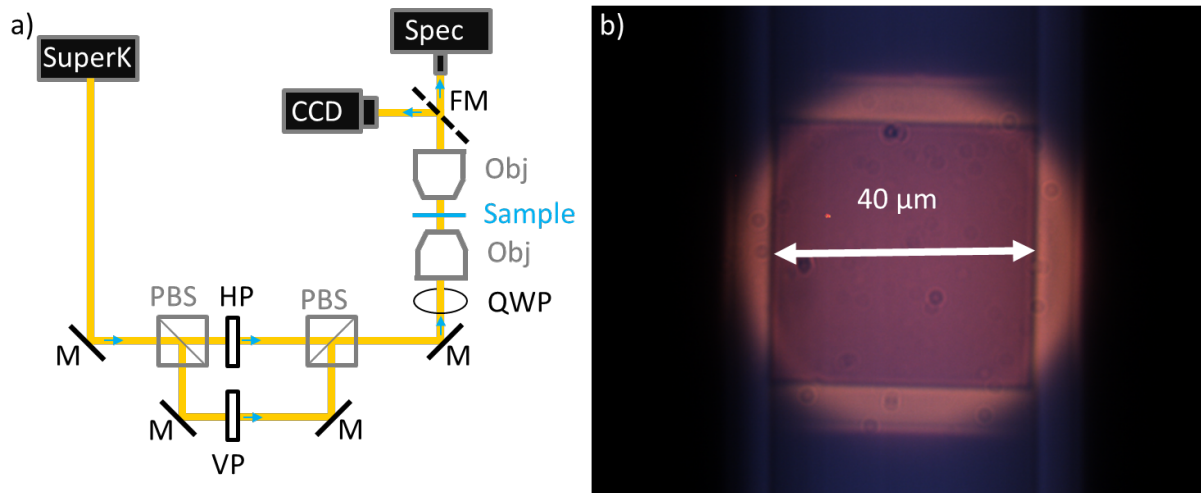 a)
SuperK
Spec
CCD
FM
Obj
Sample
Obj
QWP
PBS
HP
PBS
M
M
M
VP
M
b)
40 µm